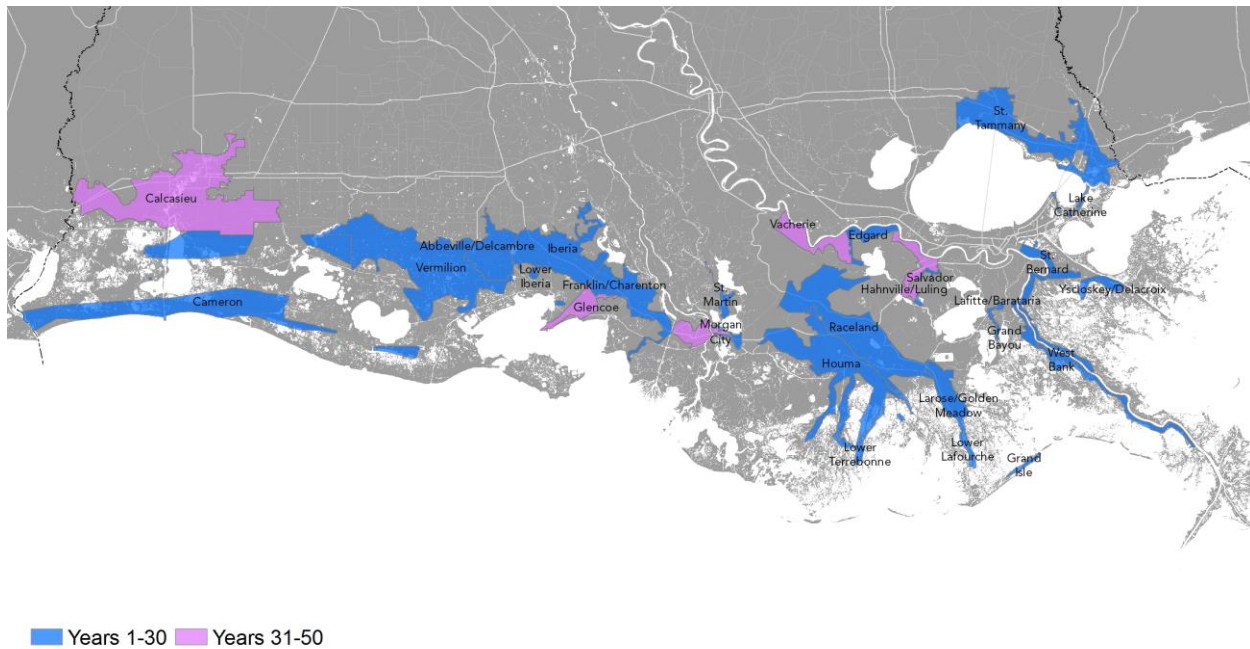 St.
Tammany
Lake
Catherine
Calcasieu
Vacherie
Edgard
Abbeville/Delcambre
Iberia
St.
Bernard
Vermilion
Lower
Iberia
Franklin/Charenton
Salvador
Hahnville/Luling
Yscloskey/Delacroix
St.
Martin
Lafitte/Barataria
Cameron
Glencoe
Morgan
City
Raceland
Grand
Bayou
West
Bank
Houma
Larose/Golden
Meadow
Lower
Terrebonne
Lower
Lafourche
Grand
Isle
Years 1-30
Years 31-50